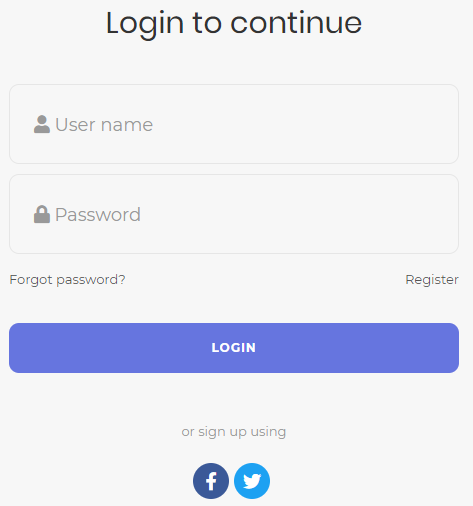 Login to continue
User name
Password
Forgot password? Register
LOGIN
or sign up using